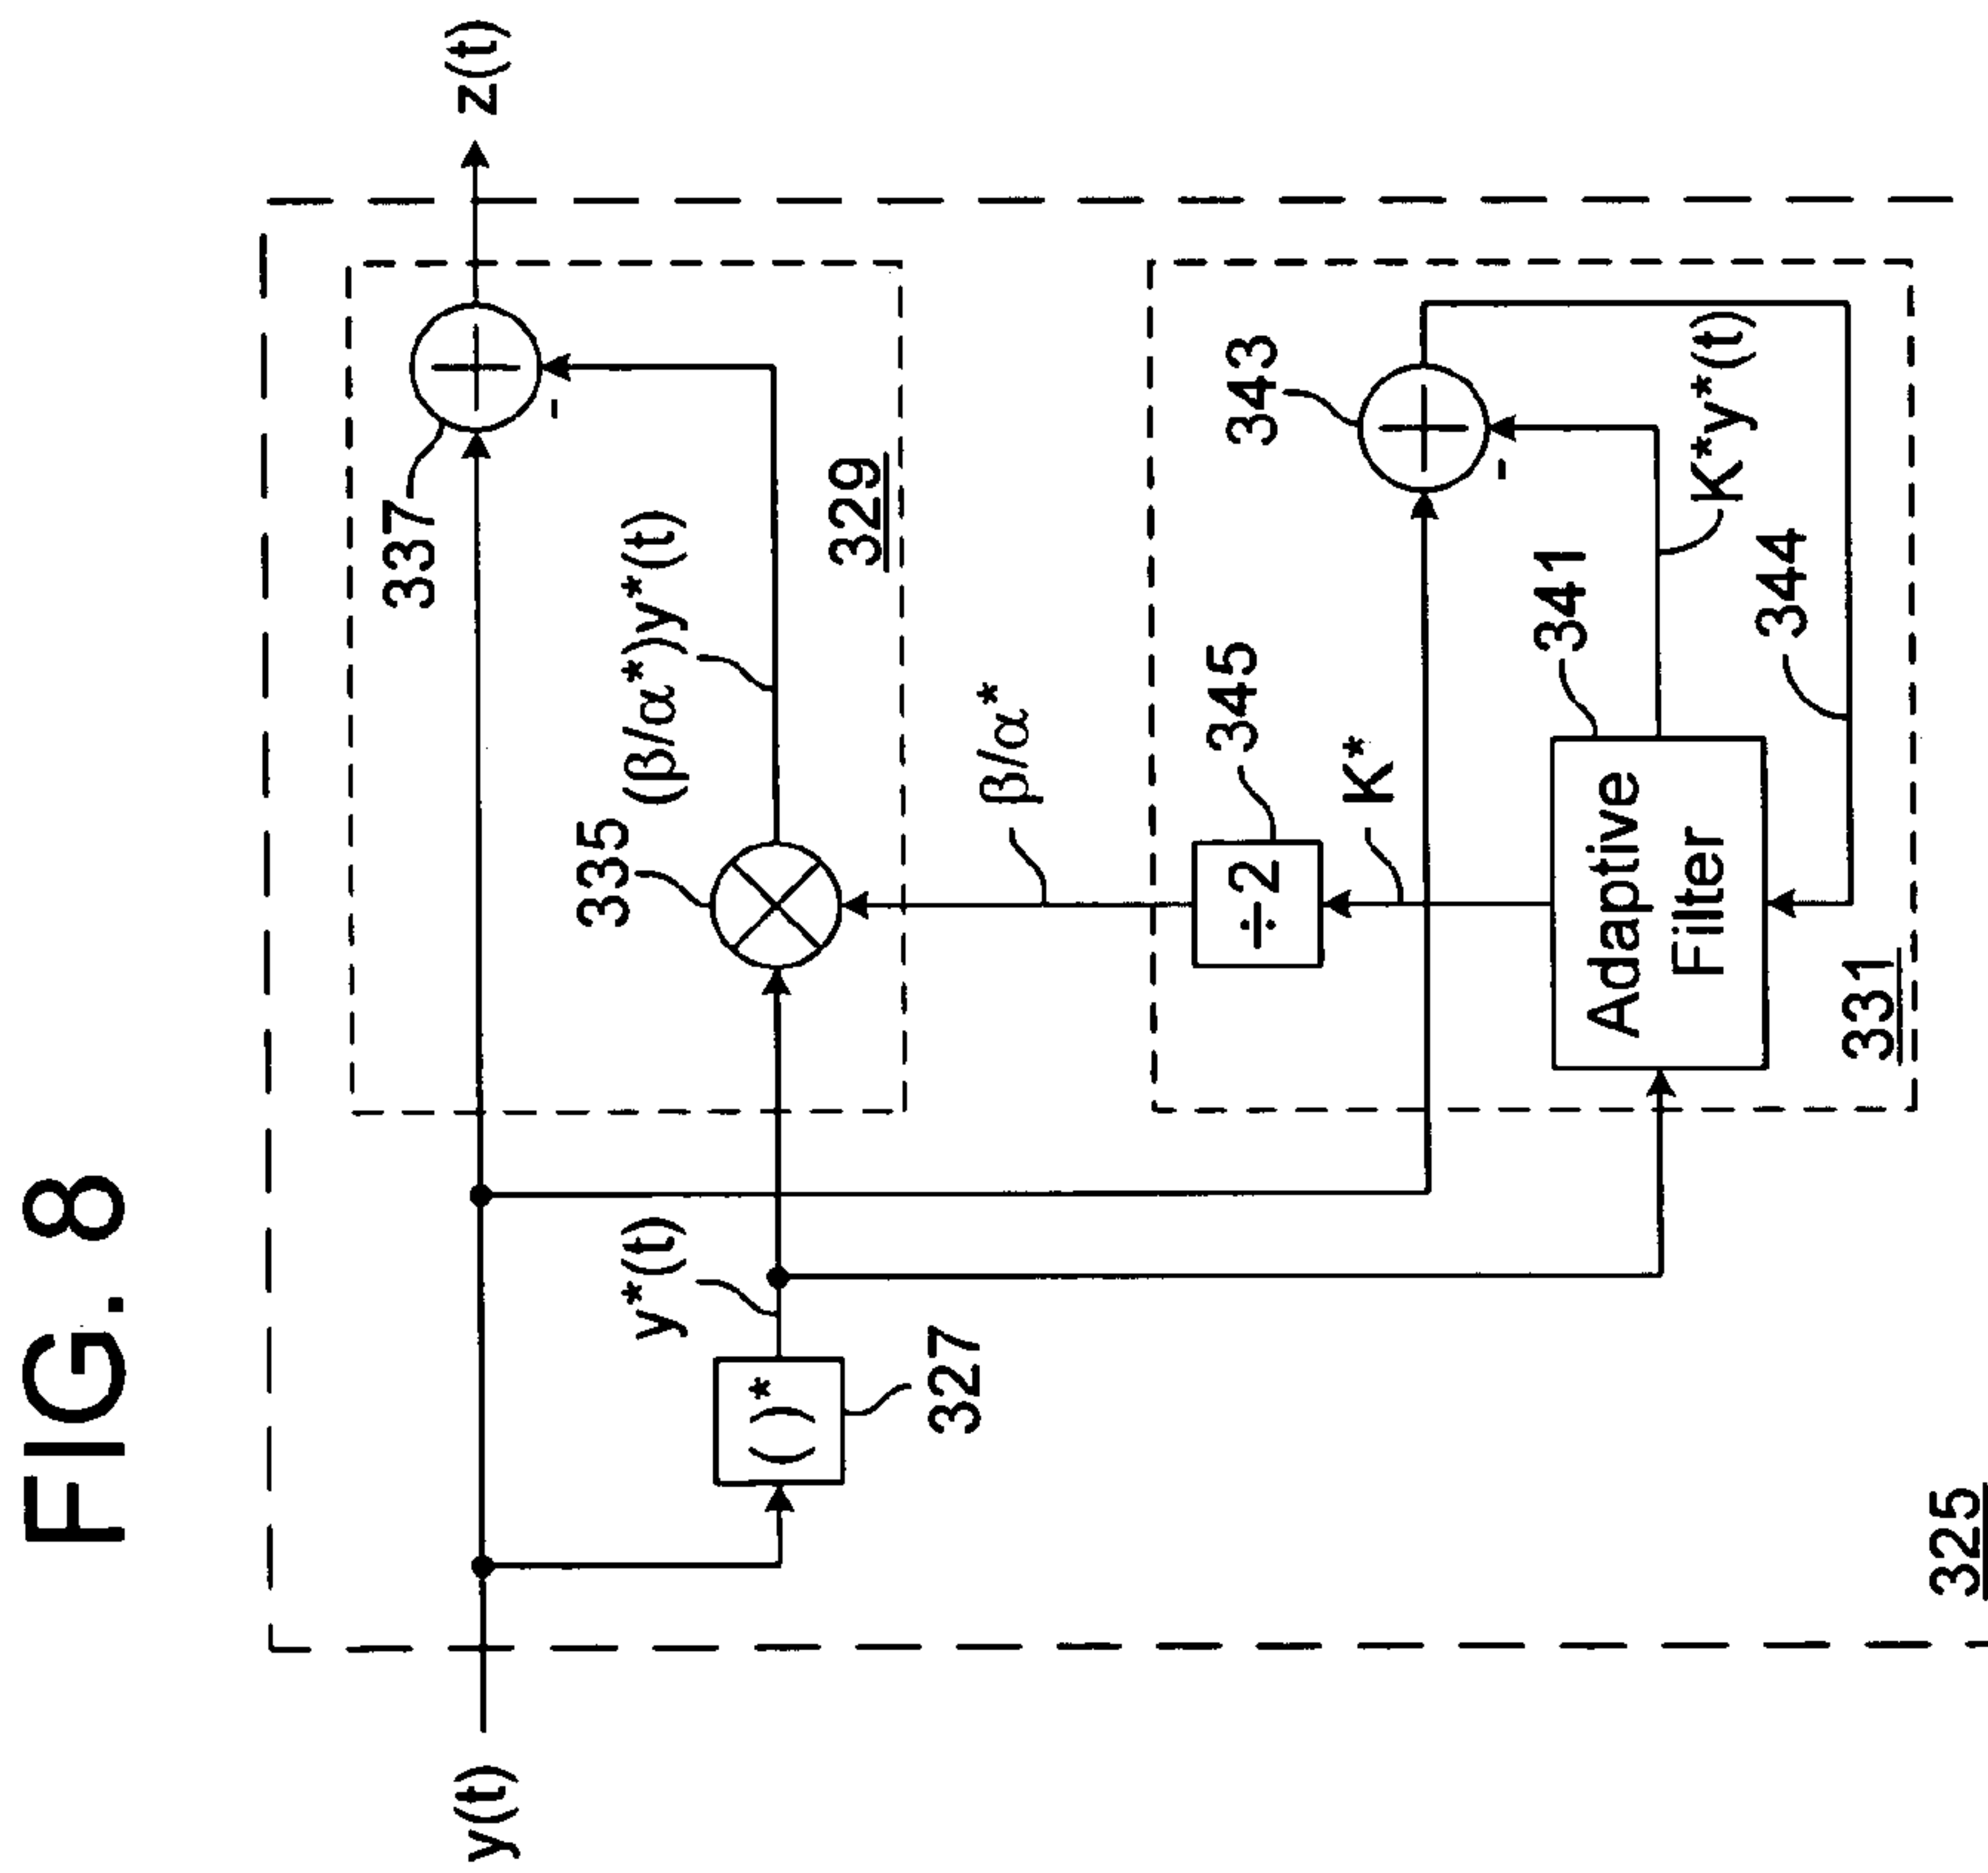 FIG. 8
y(t)
z(t)
337
335
(β/α*)y*(t)
329
y*(t)
( )*
327
β/α*
345
÷2
K*
343
341
Adaptive
Filter
K*y*(t)
344
331
325